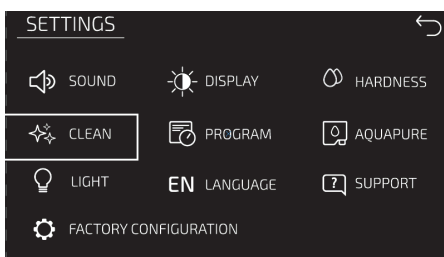 SETTINGS
SOUND DISPLAY HARDNESS
CLEAN PROGRAM AQUAPURE
LIGHT EN LANGUAGE ? SUPPORT
FACTORY CONFIGURATION